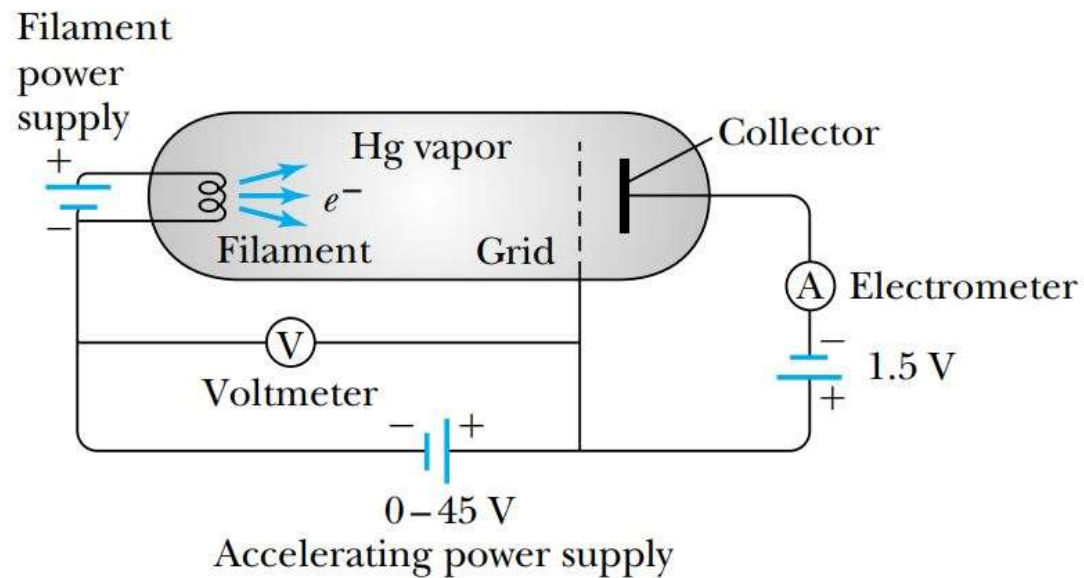 Filament
power
supply
+
−
Hg vapor
e−
Filament
Grid
Collector
A Electrometer
−
1.5 V
+
V
Voltmeter
− +
0–45 V
Accelerating power supply